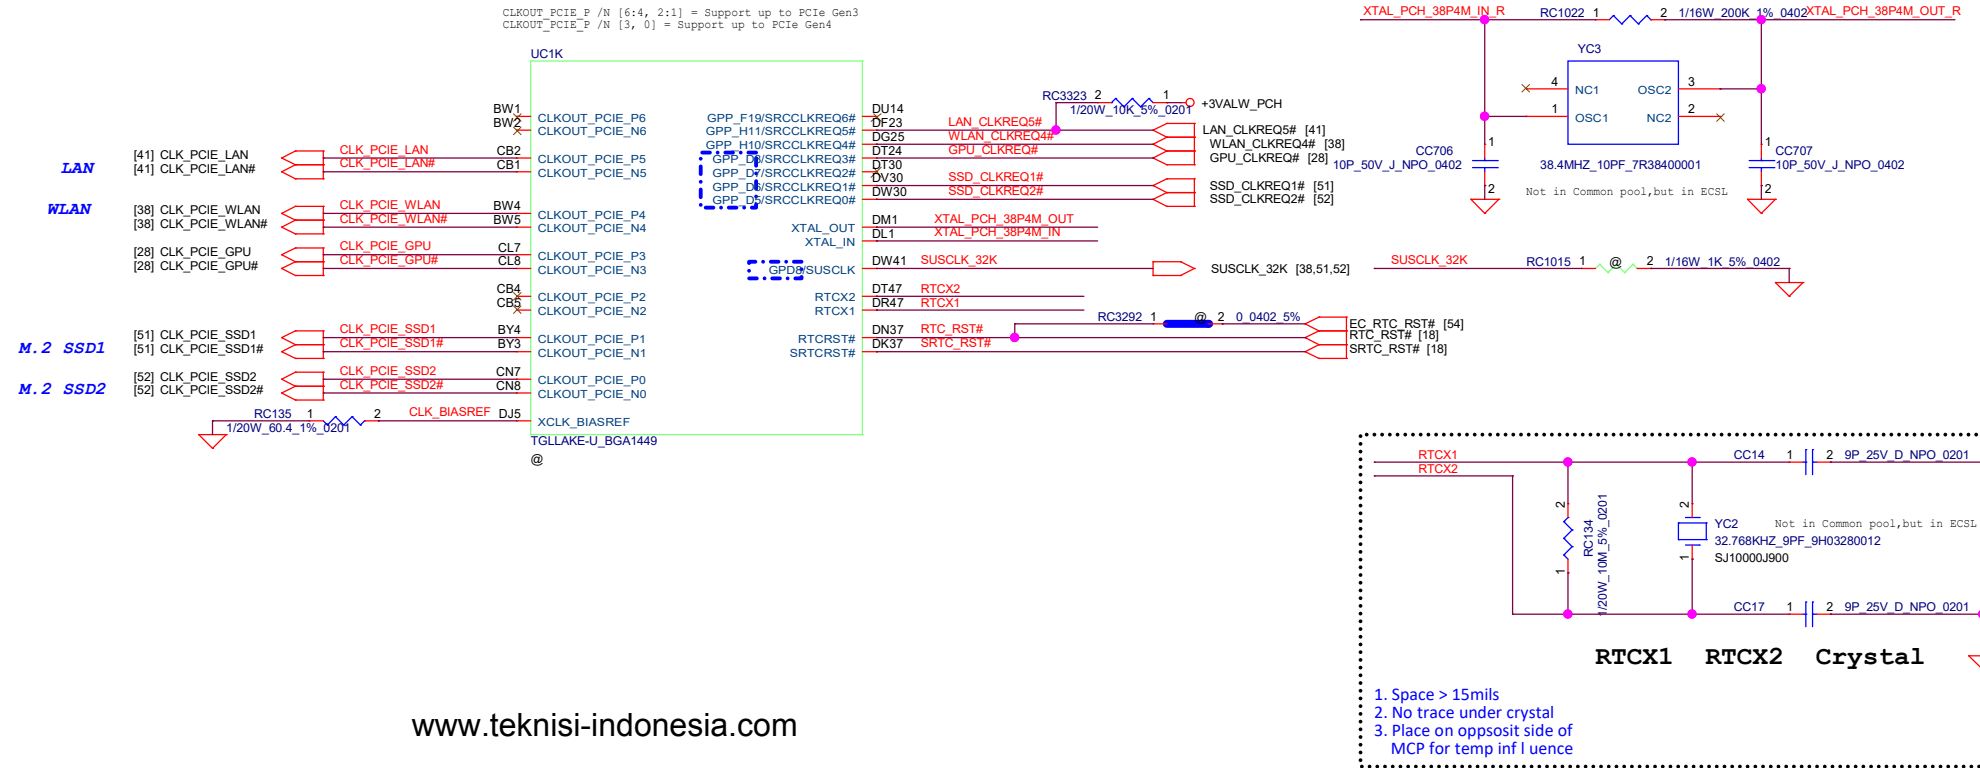 CLKOUT_PCIE_P /N [6:4, 2:1] = Support up to PCIe Gen3
CLKOUT_PCIE_P /N [3, 0] = Support up to PCIe Gen4
UC1K
BW1
BW2
CLKOUT_PCIE_P6
CLKOUT_PCIE_N6
LAN
[41] CLK_PCIE_LAN
[41] CLK_PCIE_LAN#
CLK_PCIE_LAN
CLK_PCIE_LAN#
CB2
CB1
CLKOUT_PCIE_P5
CLKOUT_PCIE_N5
WLAN
[38] CLK_PCIE_WLAN
[38] CLK_PCIE_WLAN#
CLK_PCIE_WLAN
CLK_PCIE_WLAN#
BW4
BW5
CLKOUT_PCIE_P4
CLKOUT_PCIE_N4
[28] CLK_PCIE_GPU
[28] CLK_PCIE_GPU#
CLK_PCIE_GPU
CLK_PCIE_GPU#
CL7
CL8
CLKOUT_PCIE_P3
CLKOUT_PCIE_N3
CB4
CB5
CLKOUT_PCIE_P2
CLKOUT_PCIE_N2
M.2 SSD1
[51] CLK_PCIE_SSD1
[51] CLK_PCIE_SSD1#
CLK_PCIE_SSD1
CLK_PCIE_SSD1#
BY4
BY3
CLKOUT_PCIE_P1
CLKOUT_PCIE_N1
M.2 SSD2
[52] CLK_PCIE_SSD2
[52] CLK_PCIE_SSD2#
CLK_PCIE_SSD2
CLK_PCIE_SSD2#
CN7
CN8
CLKOUT_PCIE_P0
CLKOUT_PCIE_N0
RC135 1 2 CLK_BIASREF DJ5
1/20W_60.4_1%_0201
XCLK_BIASREF
TGLLAKE-U_BGA1449
@
GPP_F19/SRCCLKREQ6#
GPP_H11/SRCCLKREQ5#
GPP_H10/SRCCLKREQ4#
GPP_D8/SRCCLKREQ3#
GPP_D7/SRCCLKREQ2#
GPP_D6/SRCCLKREQ1#
GPP_D5/SRCCLKREQ0#
XTAL_OUT
XTAL_IN
GPD8/SUSCLK
RTCX2
RTCX1
RTCRST#
SRTCRST#
DU14
DF23
DG25
DT24
DT30
DV30
DW30
DM1
DL1
DW41
DT47
DR47
DN37
DK37
LAN_CLKREQ5#
WLAN_CLKREQ4#
GPU_CLKREQ#
SSD_CLKREQ1#
SSD_CLKREQ2#
XTAL_PCH_38P4M_OUT
XTAL_PCH_38P4M_IN
SUSCLK_32K
RTCX2
RTCX1
RTC_RST#
SRTC_RST#
RC3323 2 1
1/20W_10K_5%_0201
+3VALW_PCH
LAN_CLKREQ5# [41]
WLAN_CLKREQ4# [38]
GPU_CLKREQ# [28]
SSD_CLKREQ1# [51]
SSD_CLKREQ2# [52]
SUSCLK_32K [38,51,52]
RC3292 1 @ 2 0_0402_5%
EC_RTC_RST# [54]
RTC_RST# [18]
SRTC_RST# [18]
XTAL_PCH_38P4M_IN_R
RC1022 1 2 1/16W_200K_1%_0402
XTAL_PCH_38P4M_OUT_R
YC3
4 NC1 OSC2 3
1 OSC1 NC2 2
1
CC706
10P_50V_J_NPO_0402
2
38.4MHZ_10PF_7R38400001
Not in Common pool,but in ECSL
1
CC707
10P_50V_J_NPO_0402
2
SUSCLK_32K
RC1015 1 @ 2 1/16W_1K_5%_0402
RTCX1
RTCX2
CC14 1 2 9P_25V_D_NPO_0201
2
RC134
1/20W_10M_5%_0201
1
2
YC2
Not in Common pool,but in ECSL
32.768KHZ_9PF_9H03280012
SJ10000J900
1
CC17 1 2 9P_25V_D_NPO_0201
RTCX1 RTCX2 Crystal
1. Space > 15mils
2. No trace under crystal
3. Place on oppsosit side of
MCP for temp inf l uence
www.teknisi-indonesia.com